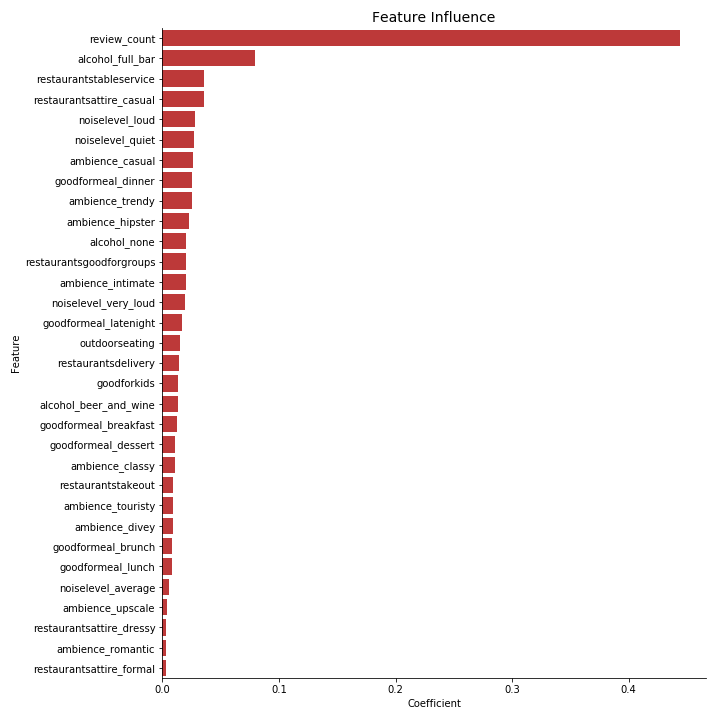 Feature Influence
review_count
alcohol_full_bar
restaurantstableservice
restaurantsattire_casual
noiselevel_loud
noiselevel_quiet
ambience_casual
goodformeal_dinner
ambience_trendy
ambience_hipster
alcohol_none
restaurantsgoodforgroups
ambience_intimate
noiselevel_very_loud
goodformeal_latenight
outdoorseating
restaurantsdelivery
goodforkids
alcohol_beer_and_wine
goodformeal_breakfast
goodformeal_dessert
ambience_classy
restaurantstakeout
ambience_touristy
ambience_divey
goodformeal_brunch
goodformeal_lunch
noiselevel_average
ambience_upscale
restaurantsattire_dressy
ambience_romantic
restaurantsattire_formal
Feature
0.0 0.1 0.2 0.3 0.4
Coefficient